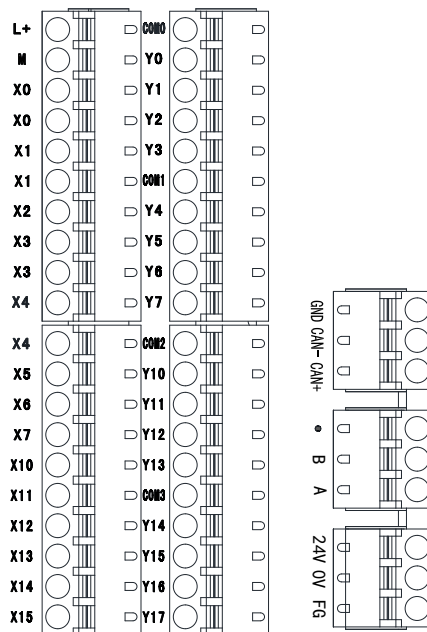 L+ COM0
M Y0
X0 Y1
X0 Y2
X1 Y3
X1 COM1
X2 Y4
X3 Y5
X3 Y6
X4 Y7
X4 COM2
X5 Y10
X6 Y11
X7 Y12
X10 Y13
X11 COM3
X12 Y14
X13 Y15
X14 Y16
X15 Y17
GND CAN- CAN+
• B A
24V 0V FG